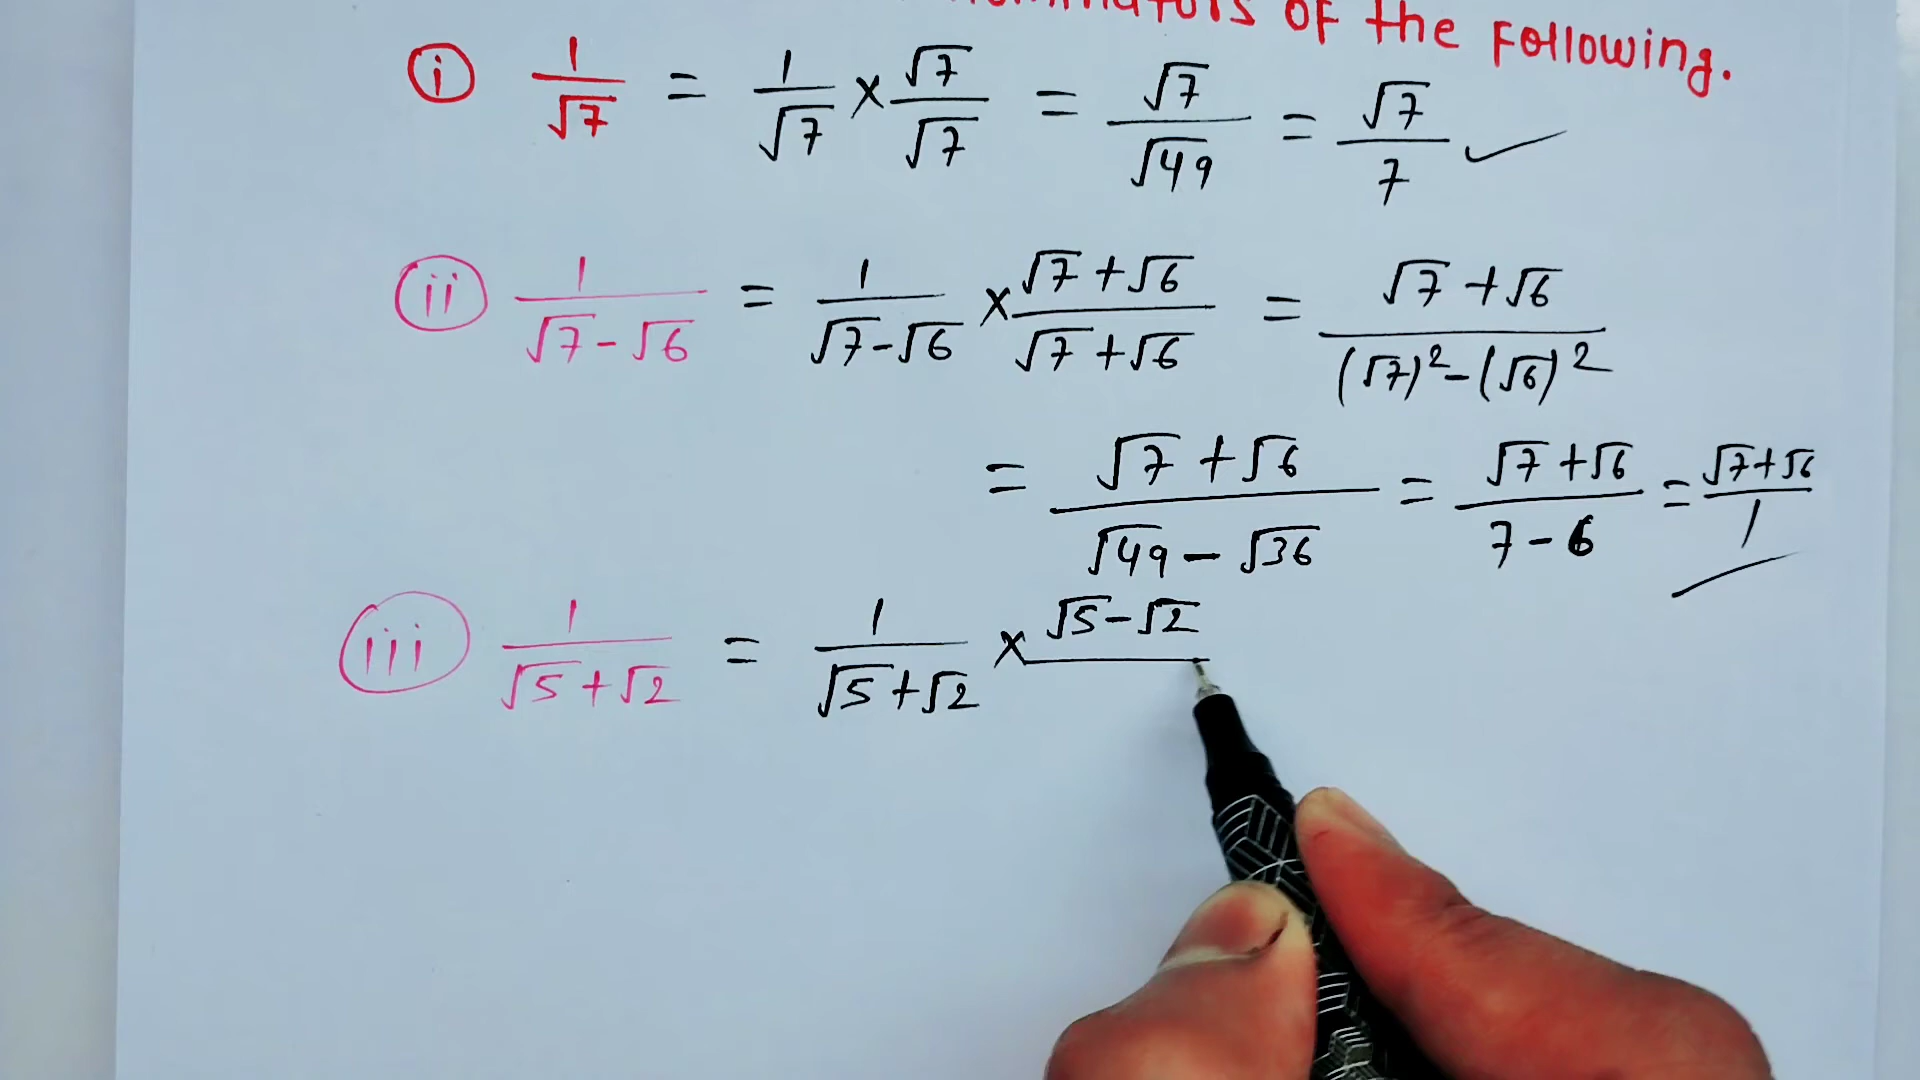 of the Following.
(i) 1/√7 = 1/√7 × √7/√7 = √7/√49 = √7/7 ✓
(ii) 1/(√7-√6) = 1/(√7-√6) × (√7+√6)/(√7+√6) = (√7+√6)/((√7)²-(√6)²)
= (√7+√6)/(√49-√36) = (√7+√6)/(7-6) = (√7+√6)/1
(iii) 1/(√5+√2) = 1/(√5+√2) × (√5-√2)/